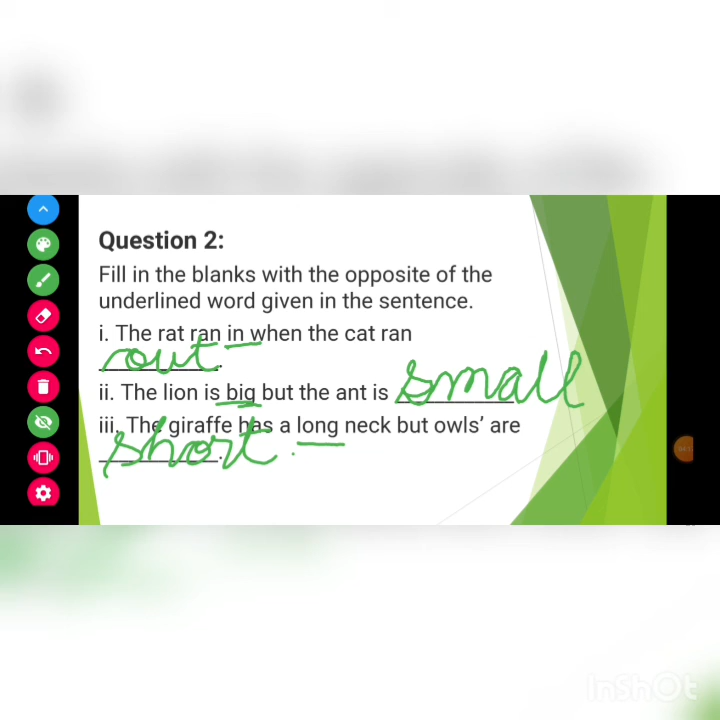 Question 2:
Fill in the blanks with the opposite of the
underlined word given in the sentence.
i. The rat ran in when the cat ran
out.
ii. The lion is big but the ant is small
iii. The giraffe has a long neck but owls’ are
short.
InShOt